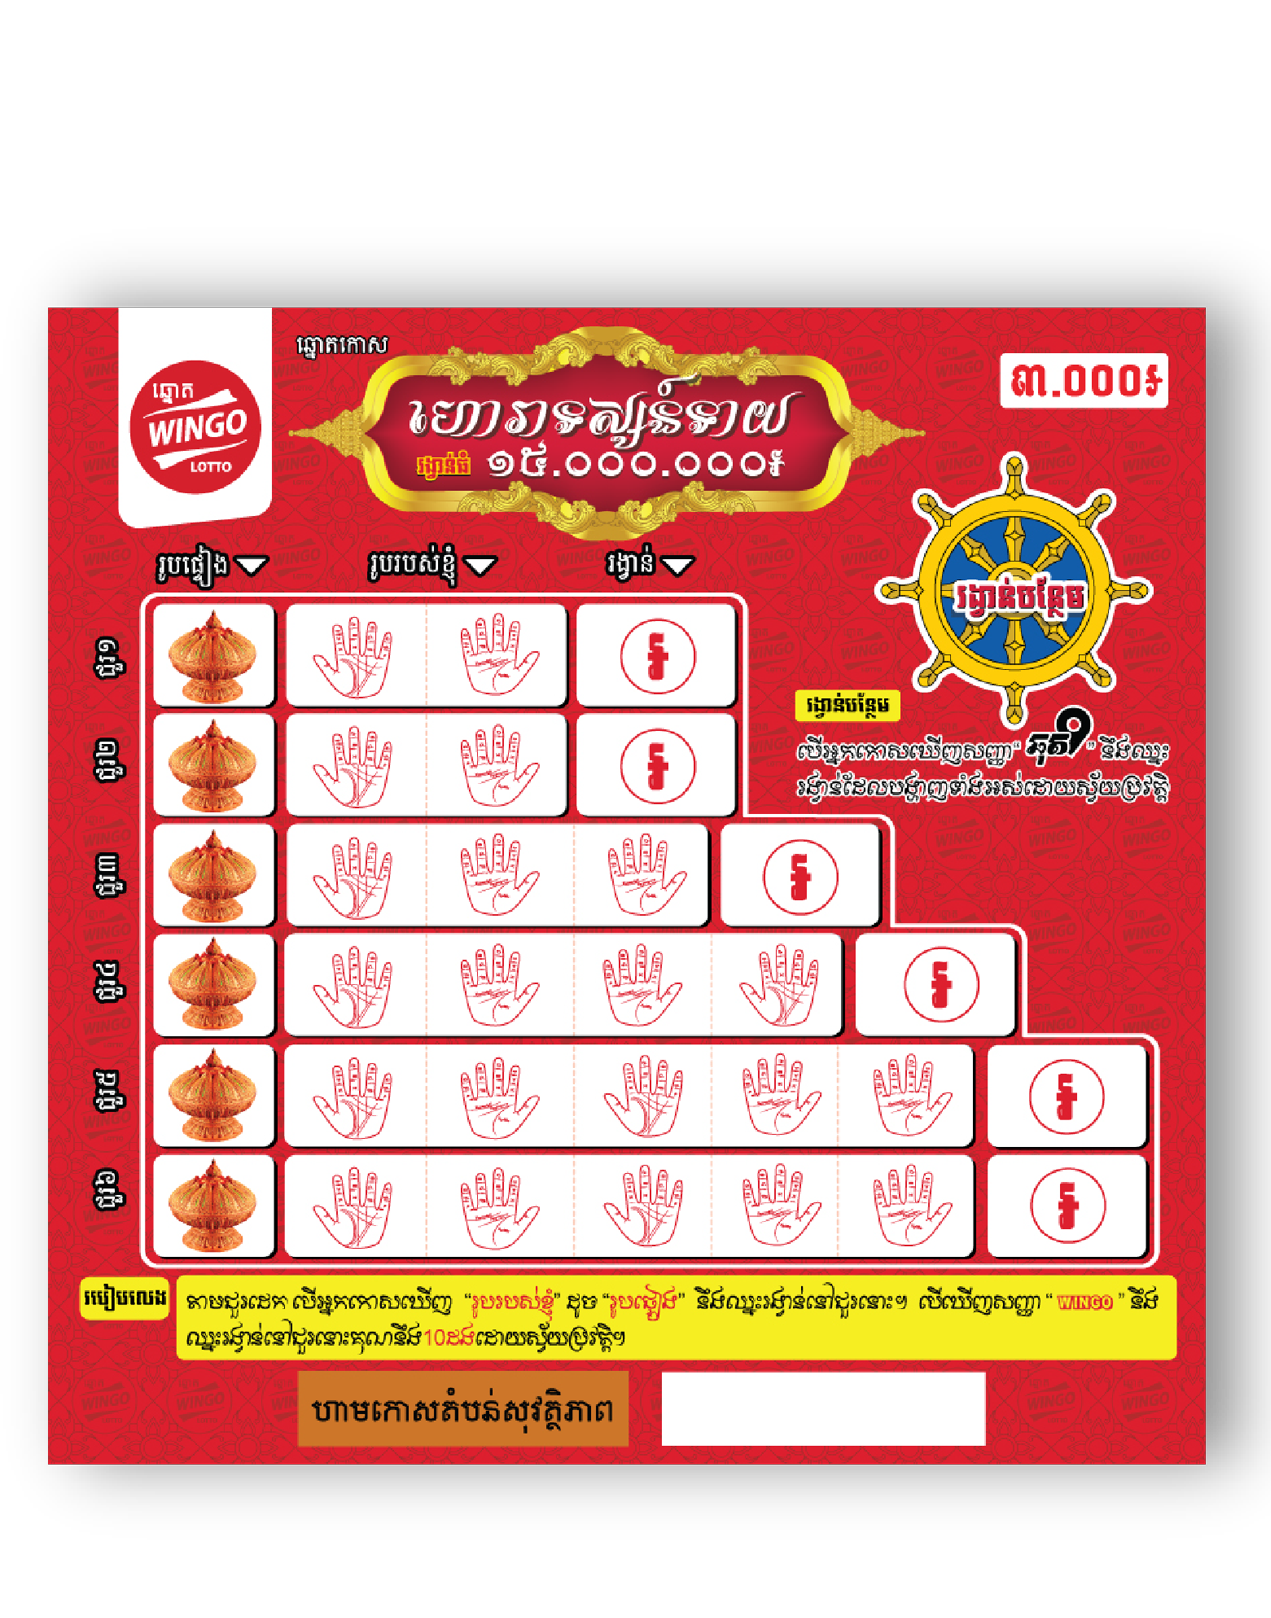 ឆ្នោតកោស
ឆ្នោត
WINGO
LOTTO
ហោរាទស្សន៍ទាយ
រង្វាន់ធំ ១៥.០០០.០០០៛
៣.០០០៛
រូបផ្ទៀង រូបរបស់ខ្ញុំ រង្វាន់
រង្វាន់បន្ថែម
ជួរ១ ៛
ជួរ២ ៛
ជួរ៣ ៛
ជួរ៤ ៛
ជួរ៥ ៛
ជួរ៦ ៛
រង្វាន់បន្ថែម
បើអ្នកកោសឃើញសញ្ញា“ ឆុត ” នឹងឈ្នះ
រង្វាន់ដែលបង្ហាញទាំងអស់ដោយស្វ័យប្រវត្តិ
របៀបលេង
តាមជួរដេក បើអ្នកកោសឃើញ “រូបរបស់ខ្ញុំ” ដូច “រូបផ្ទៀង” នឹងឈ្នះរង្វាន់នៅជួរនោះ។ បើឃើញសញ្ញា “ WINGO ” នឹង
ឈ្នះរង្វាន់នៅជួរនោះគុណនឹង10ដងដោយស្វ័យប្រវត្តិ។
ហាមកោសតំបន់សុវត្ថិភាព